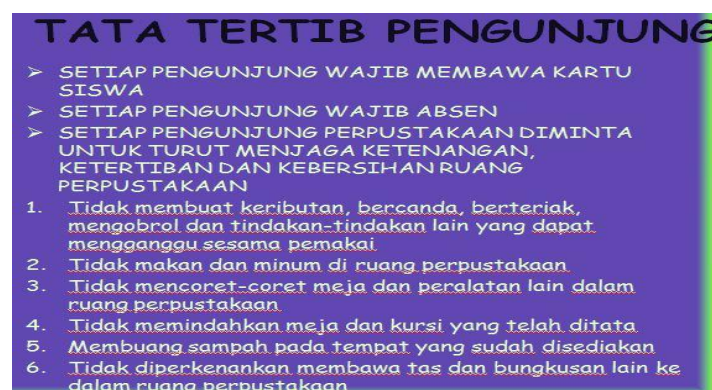 TATA TERTIB PENGUNJUNG
➢ SETIAP PENGUNJUNG WAJIB MEMBAWA KARTU
SISWA
➢ SETIAP PENGUNJUNG WAJIB ABSEN
➢ SETIAP PENGUNJUNG PERPUSTAKAAN DIMINTA
UNTUK TURUT MENJAGA KETENANGAN,
KETERTIBAN DAN KEBERSIHAN RUANG
PERPUSTAKAAN
1. Tidak membuat keributan, bercanda, berteriak,
mengobrol dan tindakan-tindakan lain yang dapat
mengganggu sesama pemakai
2. Tidak makan dan minum di ruang perpustakaan
3. Tidak mencoret-coret meja dan peralatan lain dalam
ruang perpustakaan
4. Tidak memindahkan meja dan kursi yang telah ditata
5. Membuang sampah pada tempat yang sudah disediakan
6. Tidak diperkenankan membawa tas dan bungkusan lain ke
dalam ruang perpustakaan